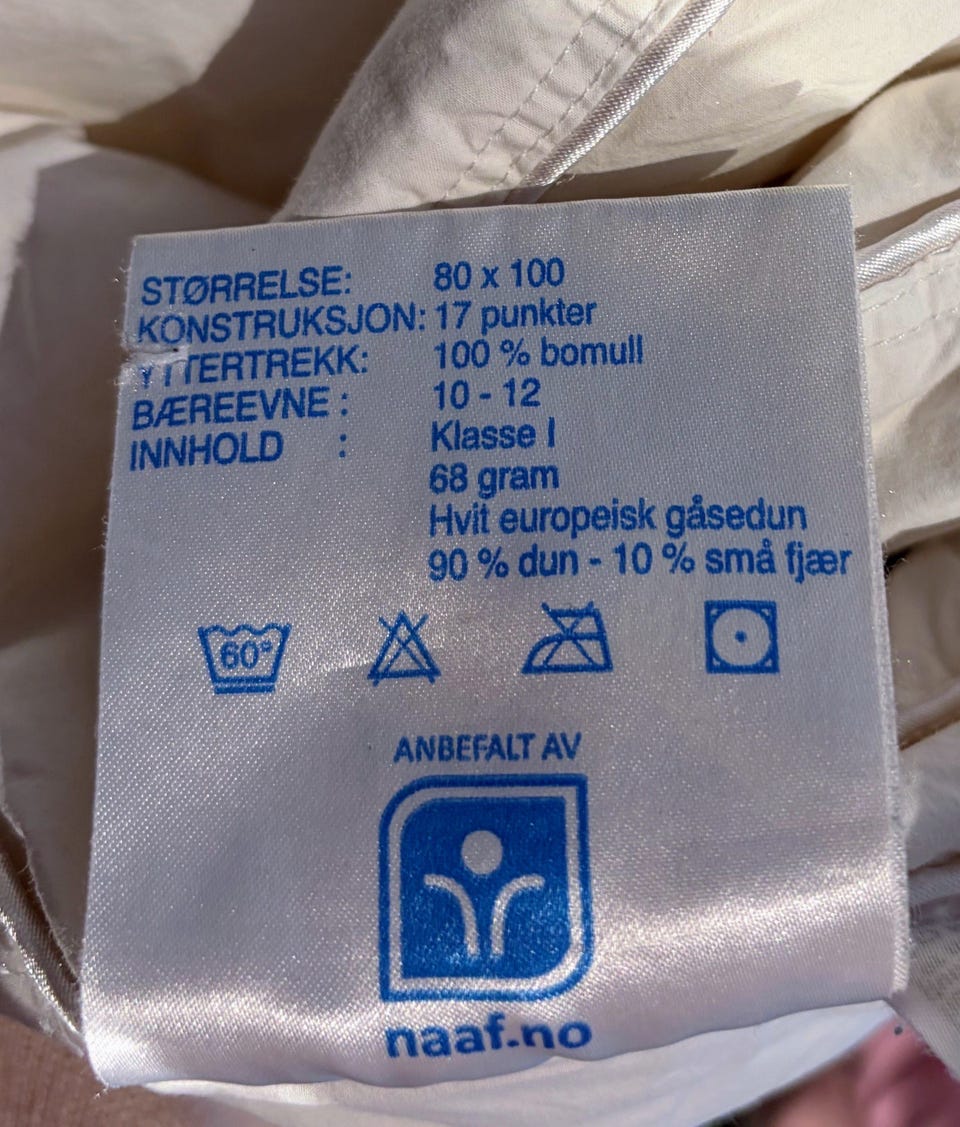 STØRRELSE: 80 x 100
KONSTRUKSJON: 17 punkter
YTTERTREKK: 100 % bomull
BÆREEVNE : 10 - 12
INNHOLD : Klasse I
68 gram
Hvit europeisk gåsedun
90 % dun - 10 % små fjær
60°
ANBEFALT AV
naaf.no